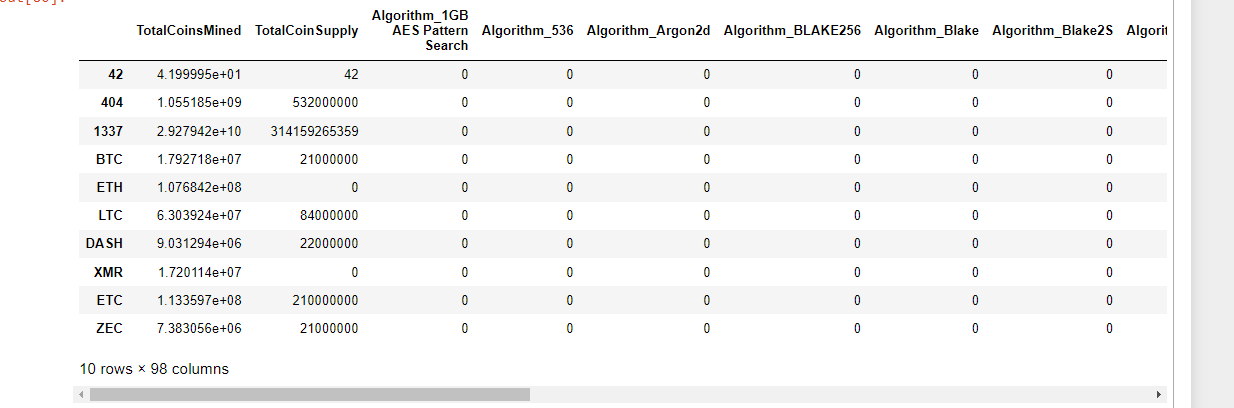 Algorithm_1GB
TotalCoinsMined TotalCoinSupply AES Pattern Algorithm_536 Algorithm_Argon2d Algorithm_BLAKE256 Algorithm_Blake Algorithm_Blake2S
Search
42 4.199995e+01 42 0 0 0 0 0 0
404 1.055185e+09 532000000 0 0 0 0 0 0
1337 2.927942e+10 314159265359 0 0 0 0 0 0
BTC 1.792718e+07 21000000 0 0 0 0 0 0
ETH 1.076842e+08 0 0 0 0 0 0 0
LTC 6.303924e+07 84000000 0 0 0 0 0 0
DASH 9.031294e+06 22000000 0 0 0 0 0 0
XMR 1.720114e+07 0 0 0 0 0 0 0
ETC 1.133597e+08 210000000 0 0 0 0 0 0
ZEC 7.383056e+06 21000000 0 0 0 0 0 0
10 rows × 98 columns